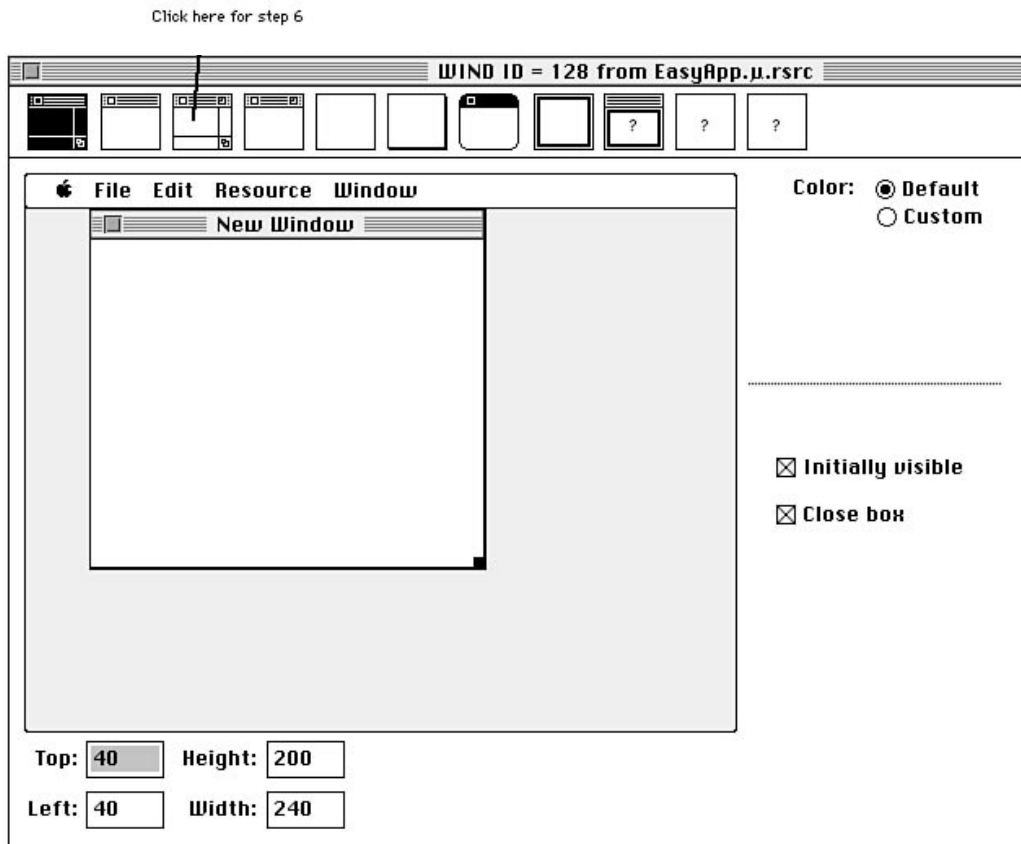 Click here for step 6
WIND ID = 128 from EasyApp.µ.rsrc
? ? ?
File Edit Resource Window
New Window
Color: Default
Custom
Initially visible
Close box
Top: 40 Height: 200
Left: 40 Width: 240